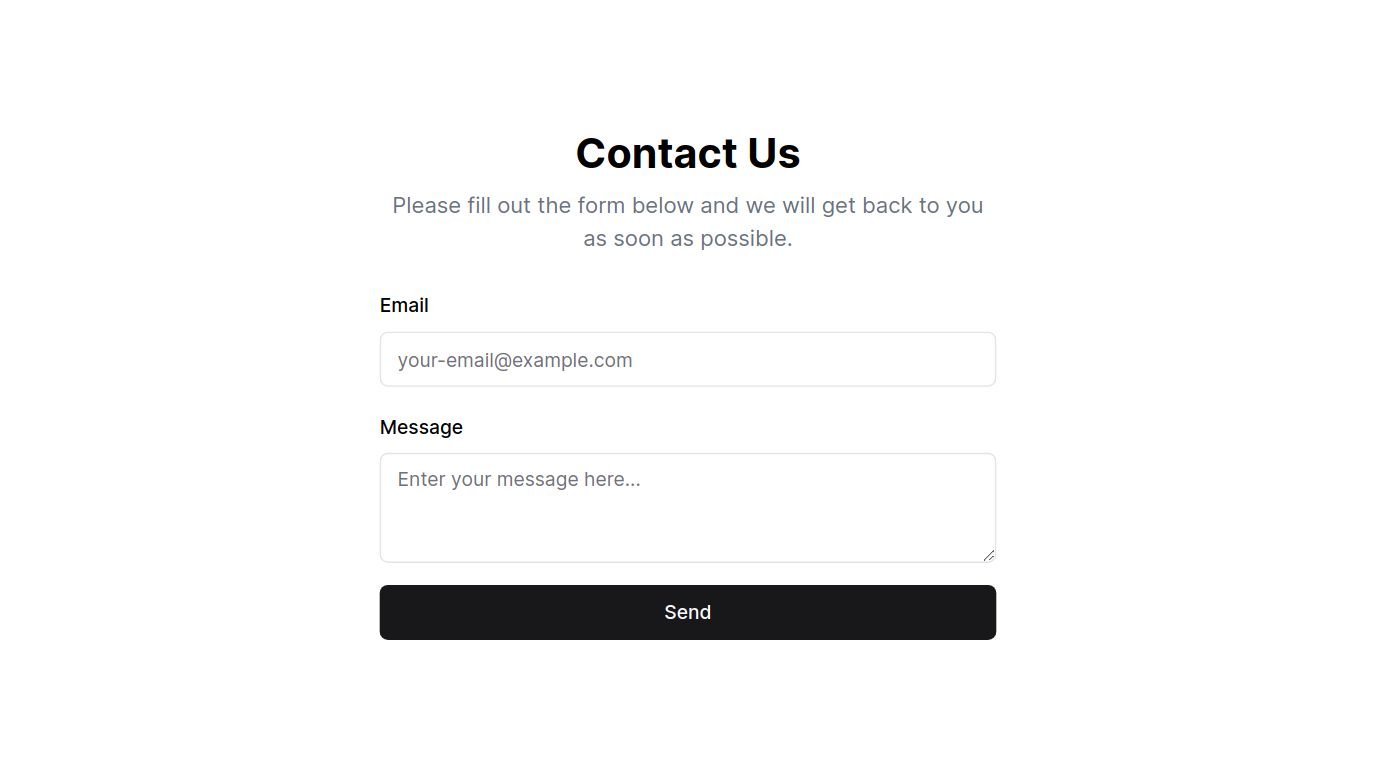 Contact Us
Please fill out the form below and we will get back to you
as soon as possible.
Email
your-email@example.com
Message
Enter your message here...
Send